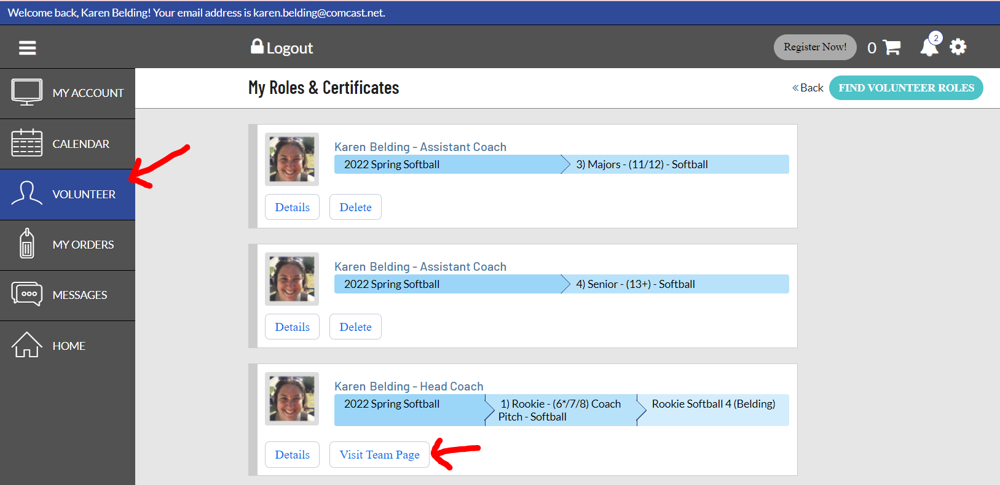 Welcome back, Karen Belding! Your email address is karen.belding@comcast.net.
Logout
Register Now!
0
2
MY ACCOUNT
CALENDAR
VOLUNTEER
MY ORDERS
MESSAGES
HOME
My Roles & Certificates
«Back
FIND VOLUNTEER ROLES
Karen Belding - Assistant Coach
2022 Spring Softball
3) Majors - (11/12) - Softball
Details
Delete
Karen Belding - Assistant Coach
2022 Spring Softball
4) Senior - (13+) - Softball
Details
Delete
Karen Belding - Head Coach
2022 Spring Softball
1) Rookie - (6*/7/8) Coach
Pitch - Softball
Rookie Softball 4 (Belding)
Details
Visit Team Page